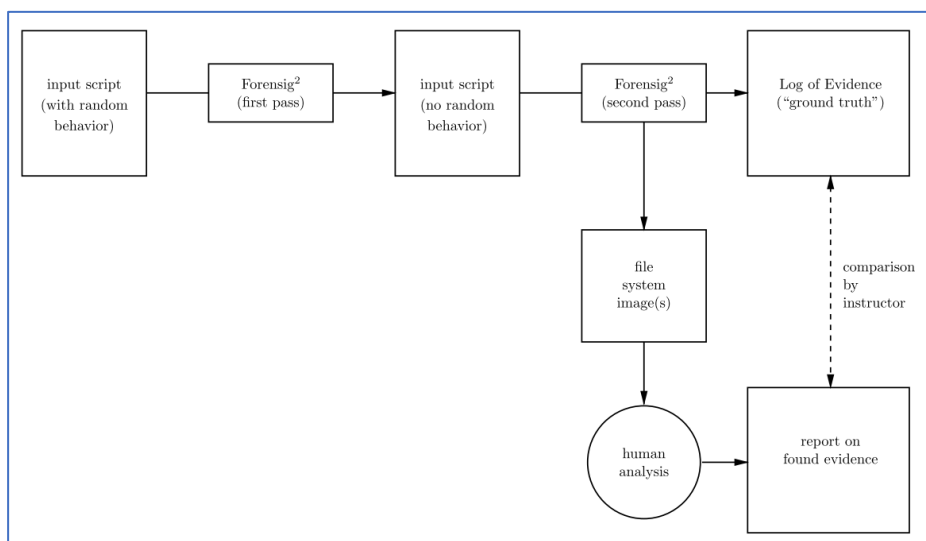 input script
(with random
behavior)
Forensig²
(first pass)
input script
(no random
behavior)
Forensig²
(second pass)
Log of Evidence
(“ground truth”)
file
system
image(s)
comparison
by
instructor
human
analysis
report on
found evidence